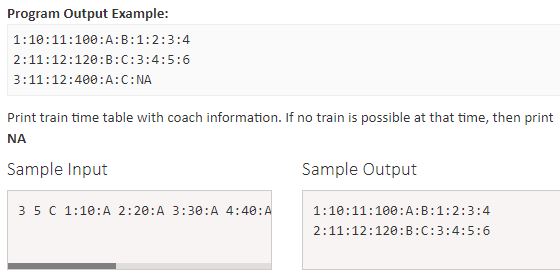 Program Output Example:
1:10:11:100:A:B:1:2:3:4
2:11:12:120:B:C:3:4:5:6
3:11:12:400:A:C:NA
Print train time table with coach information. If no train is possible at that time, then print
NA
Sample Input
Sample Output
3 5 C 1:10:A 2:20:A 3:30:A 4:40:A
1:10:11:100:A:B:1:2:3:4
2:11:12:120:B:C:3:4:5:6